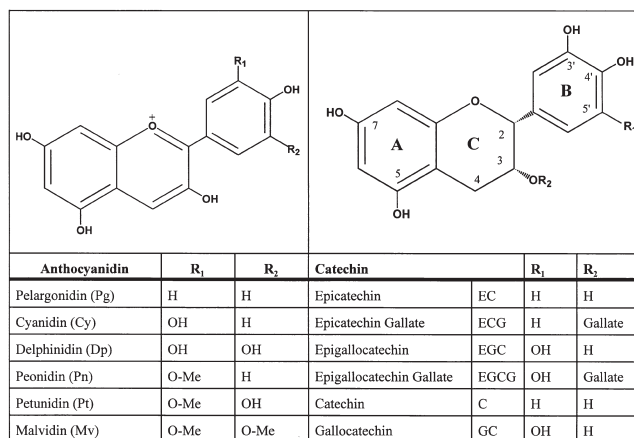 R₁
OH
O
+
HO
R₂
OH
OH
OH
3'
OH
4'
B
5'
R₁
O
HO
7
A
C
2
3
OR₂
4
5
OH
Anthocyanidin R₁ R₂ Catechin R₁ R₂
Pelargonidin (Pg) H H Epicatechin EC H H
Cyanidin (Cy) OH H Epicatechin Gallate ECG H Gallate
Delphinidin (Dp) OH OH Epigallocatechin EGC OH H
Peonidin (Pn) O-Me H Epigallocatechin Gallate EGCG OH Gallate
Petunidin (Pt) O-Me OH Catechin C H H
Malvidin (Mv) O-Me O-Me Gallocatechin GC OH H